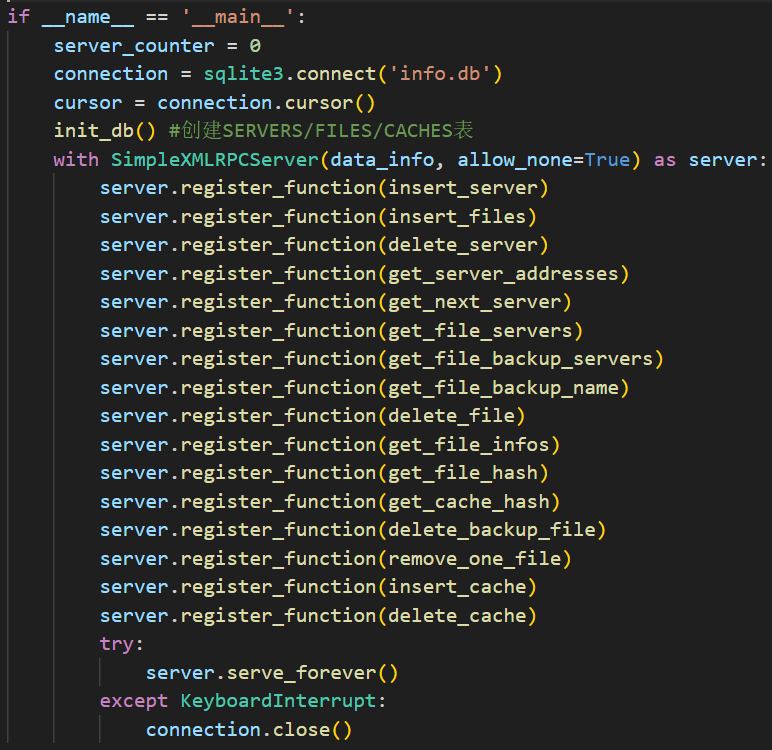 if __name__ == '__main__':
    server_counter = 0
    connection = sqlite3.connect('info.db')
    cursor = connection.cursor()
    init_db() #创建SERVERS/FILES/CACHES表
    with SimpleXMLRPCServer(data_info, allow_none=True) as server:
        server.register_function(insert_server)
        server.register_function(insert_files)
        server.register_function(delete_server)
        server.register_function(get_server_addresses)
        server.register_function(get_next_server)
        server.register_function(get_file_servers)
        server.register_function(get_file_backup_servers)
        server.register_function(get_file_backup_name)
        server.register_function(delete_file)
        server.register_function(get_file_infos)
        server.register_function(get_file_hash)
        server.register_function(get_cache_hash)
        server.register_function(delete_backup_file)
        server.register_function(remove_one_file)
        server.register_function(insert_cache)
        server.register_function(delete_cache)
        try:
            server.serve_forever()
        except KeyboardInterrupt:
            connection.close()